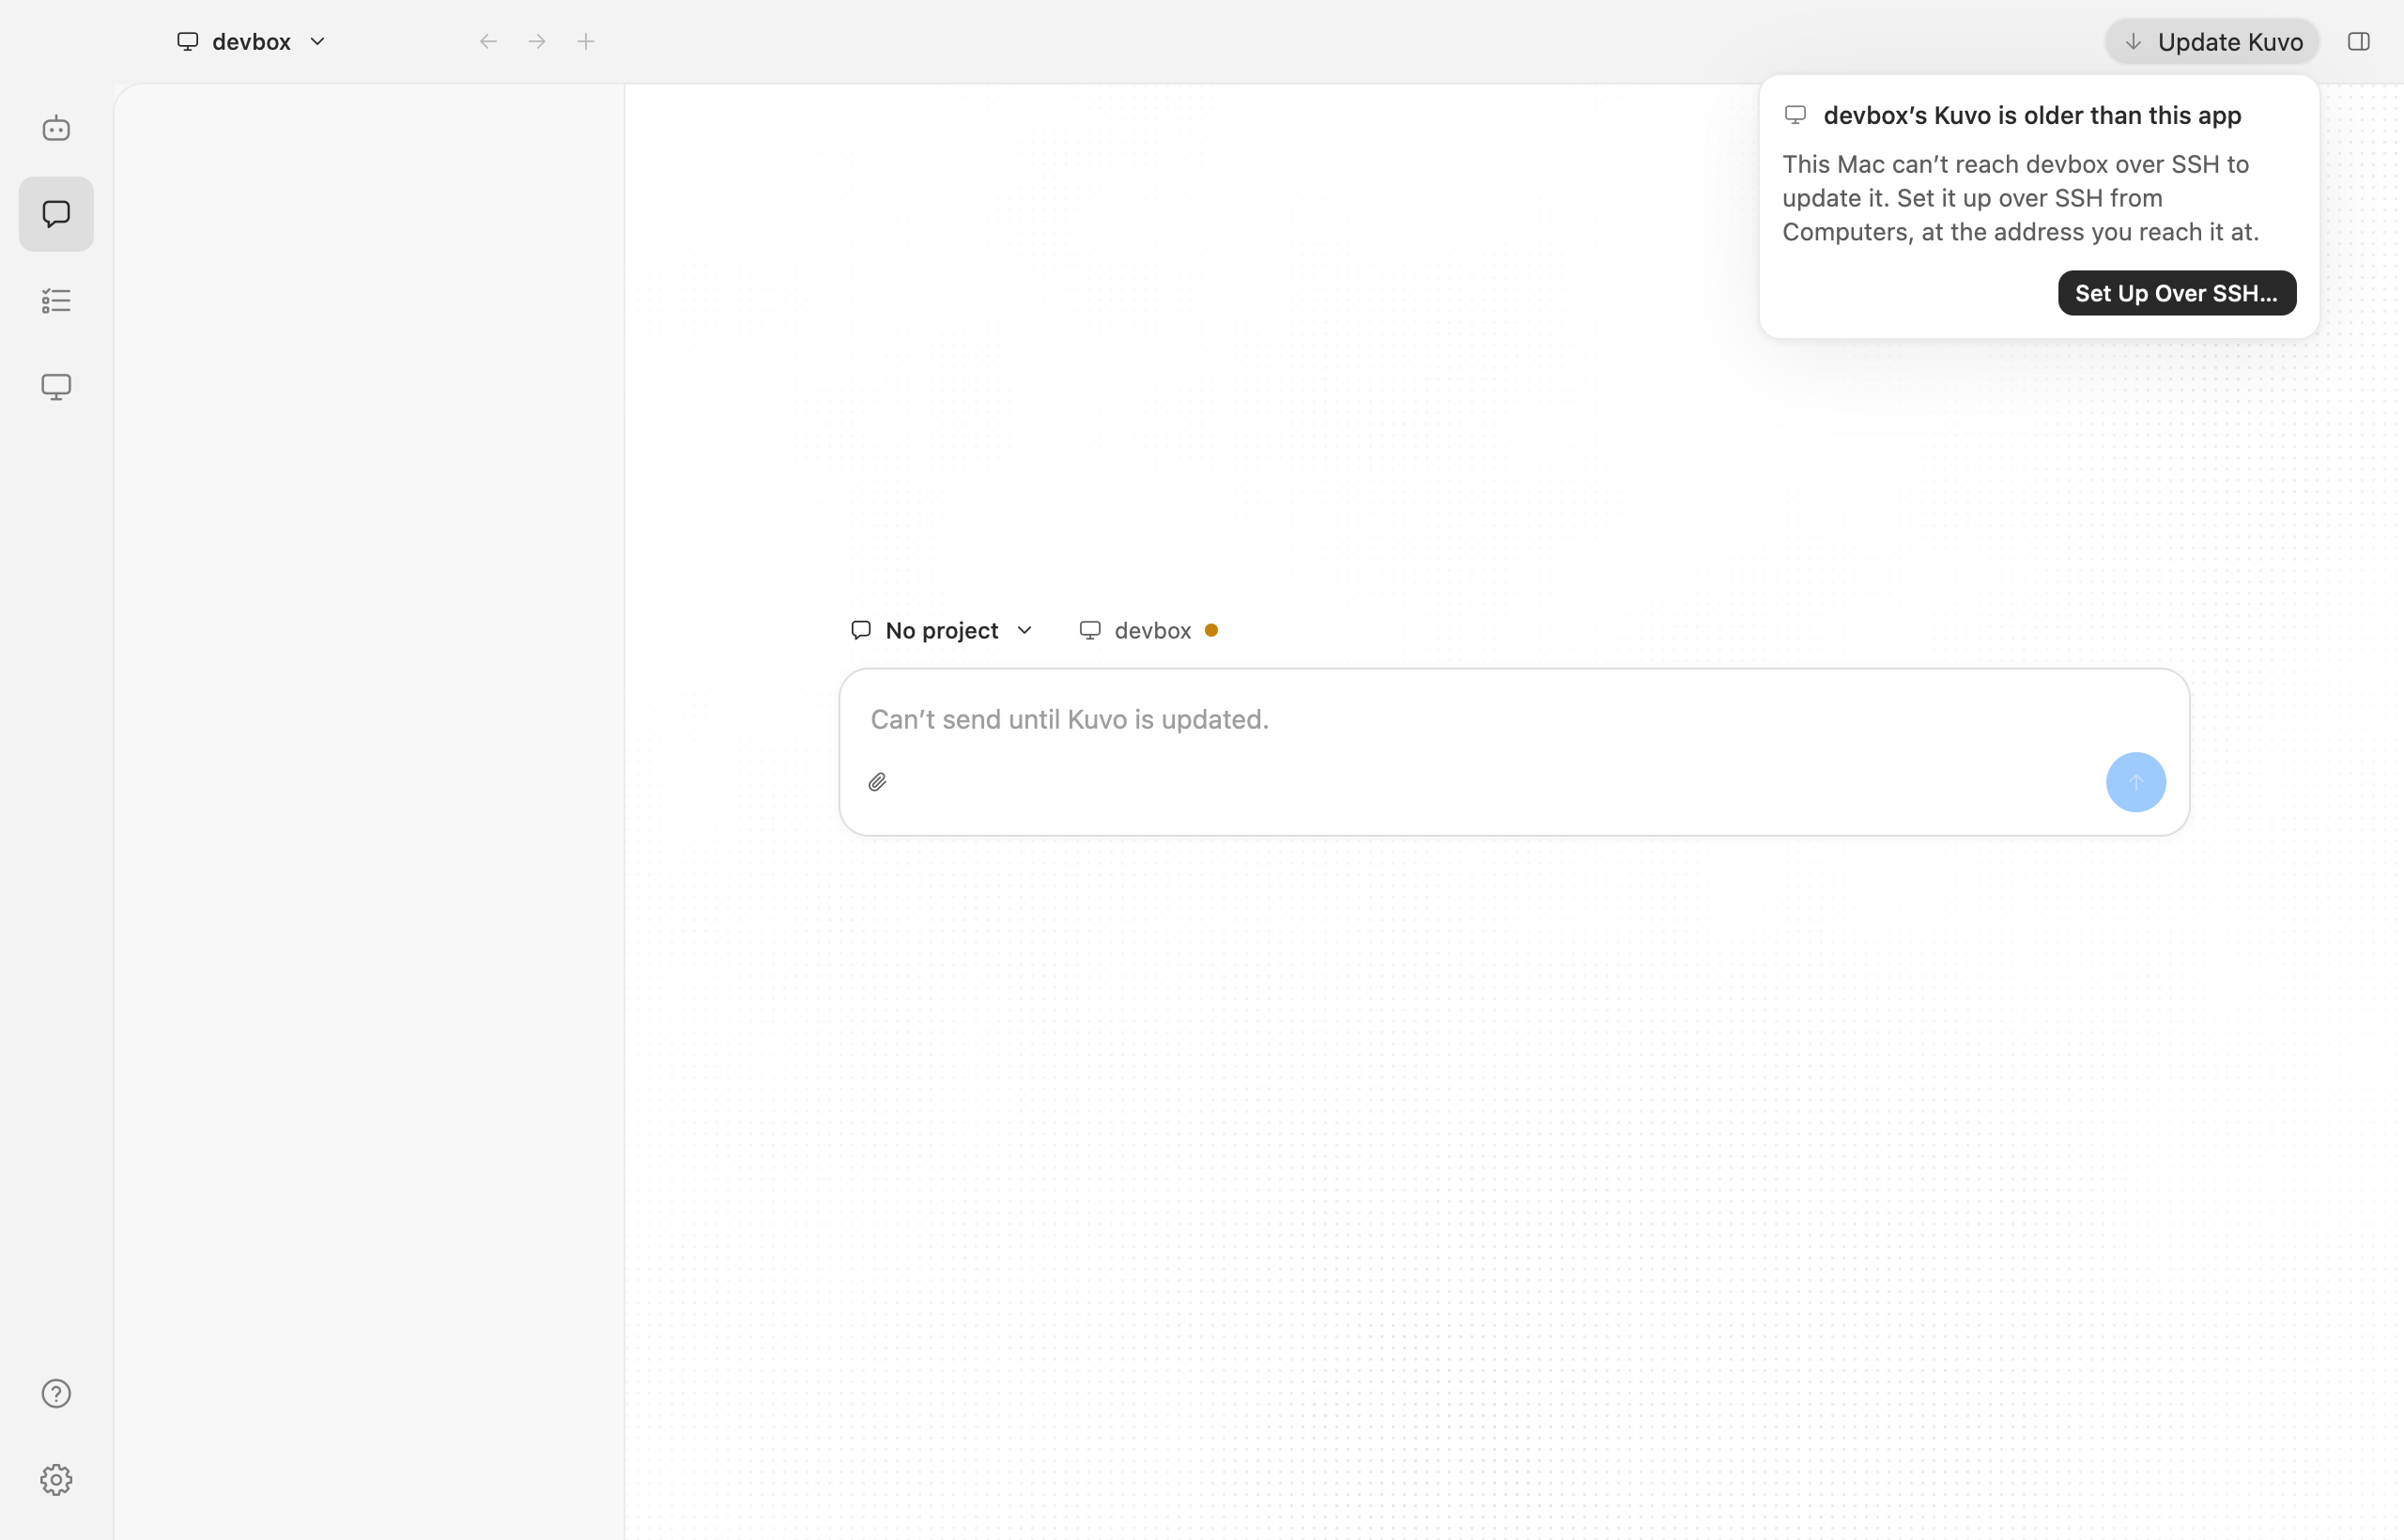 devbox
Update Kuvo
devbox’s Kuvo is older than this app
This Mac can’t reach devbox over SSH to
update it. Set it up over SSH from
Computers, at the address you reach it at.
Set Up Over SSH...
No project
devbox
Can’t send until Kuvo is updated.